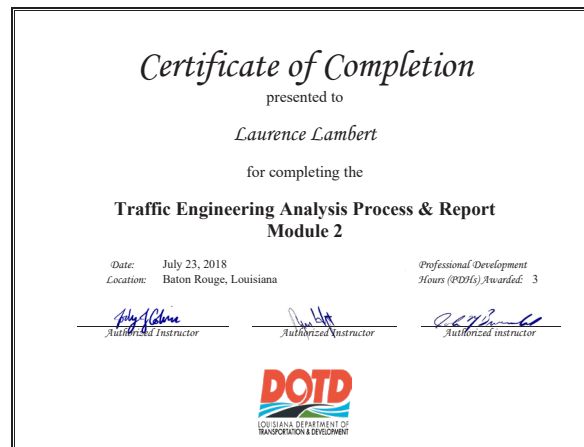 Certificate of Completion
presented to
Laurence Lambert
for completing the
Traffic Engineering Analysis Process & Report
Module 2
Date: July 23, 2018
Location: Baton Rouge, Louisiana
Professional Development
Hours (PDHs) Awarded: 3
Authorized Instructor
Authorized Instructor
Authorized instructor
DOTD
LOUISIANA DEPARTMENT OF
TRANSPORTATION & DEVELOPMENT